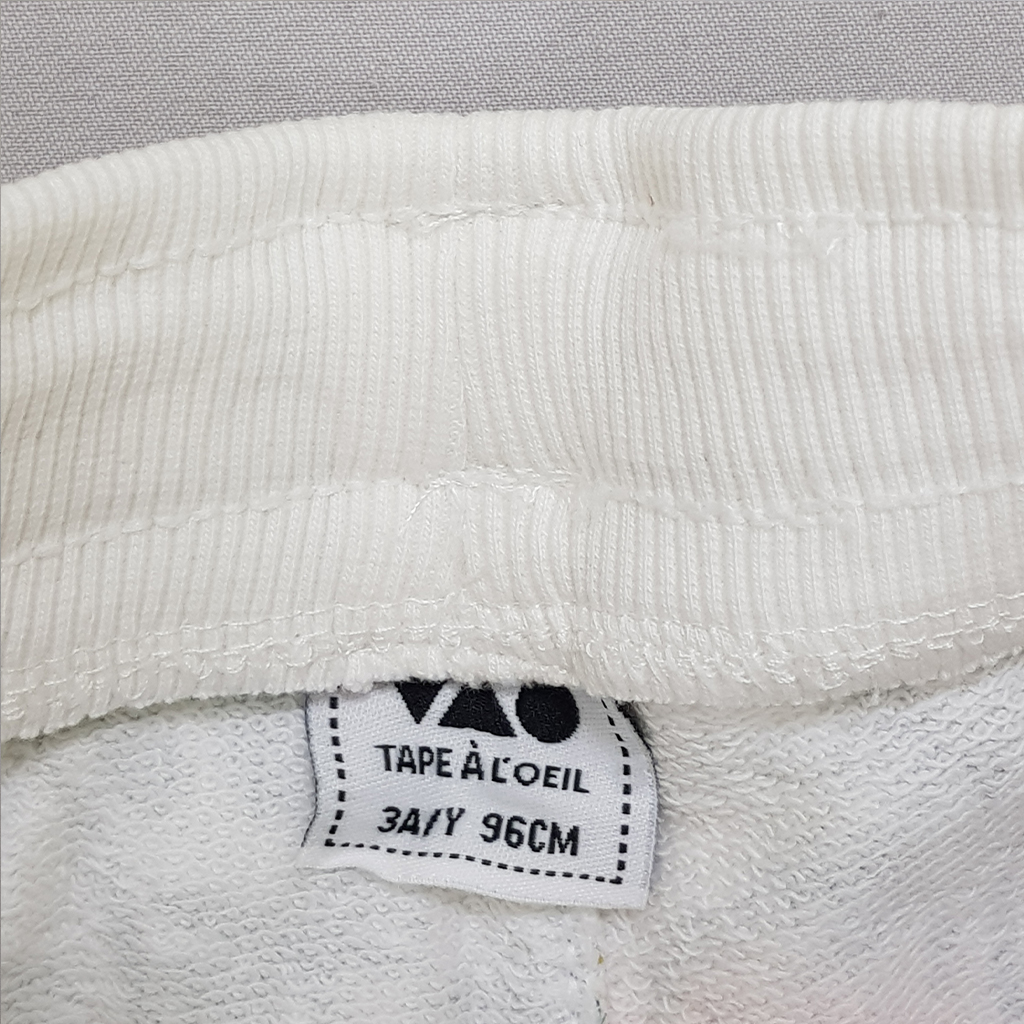 TAPE À L'OEIL
3A/Y 96CM